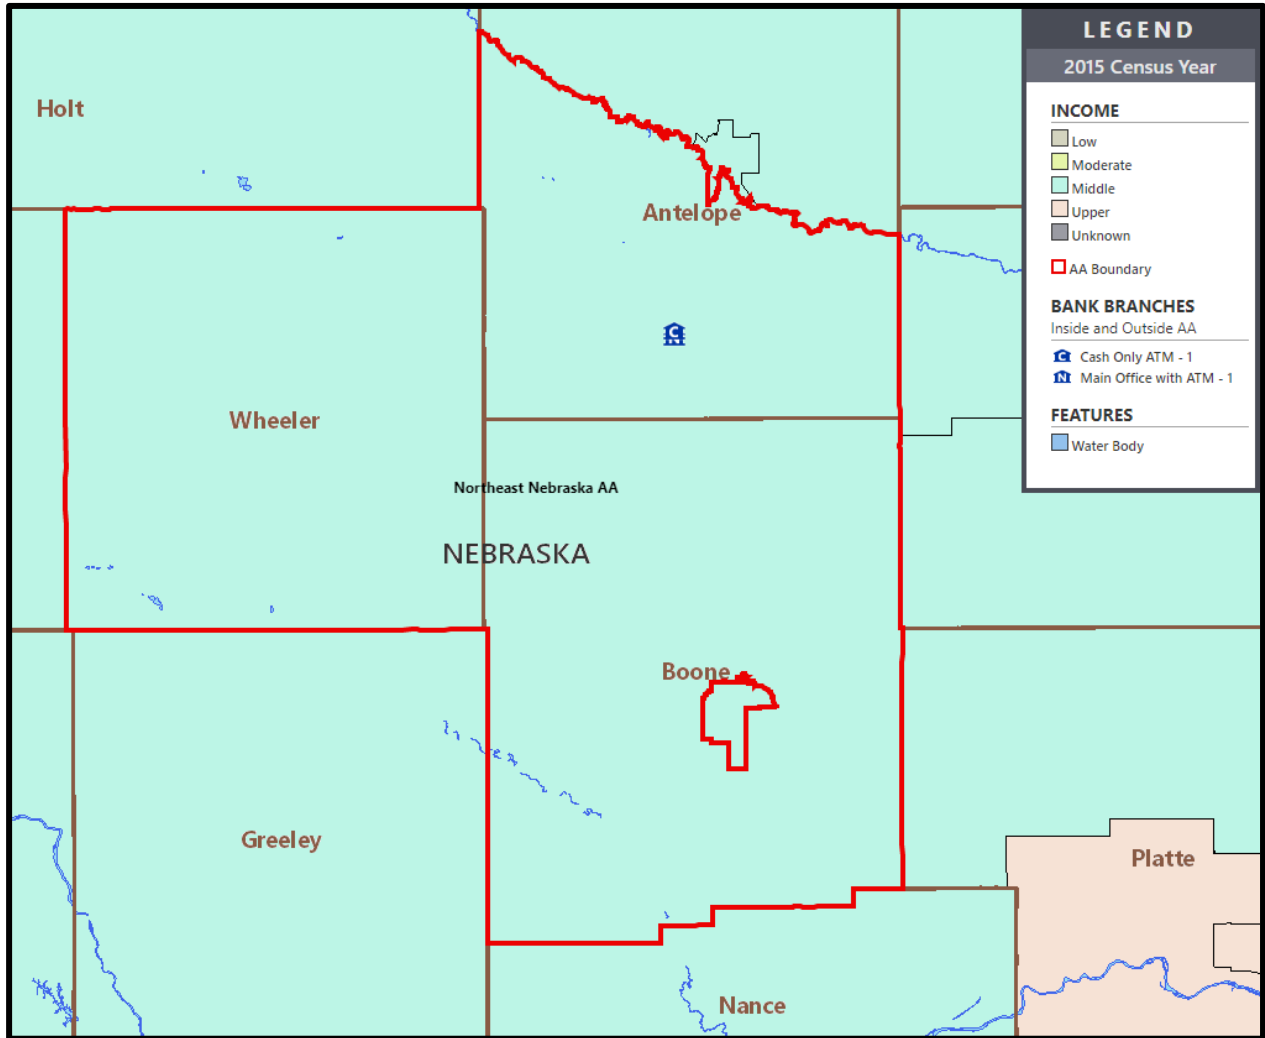 Holt
Antelope
Wheeler
Northeast Nebraska AA
NEBRASKA
Boone
Greeley
Platte
Nance
LEGEND
2015 Census Year
INCOME
Low
Moderate
Middle
Upper
Unknown
AA Boundary
BANK BRANCHES
Inside and Outside AA
C Cash Only ATM - 1
N Main Office with ATM - 1
FEATURES
Water Body
C
N